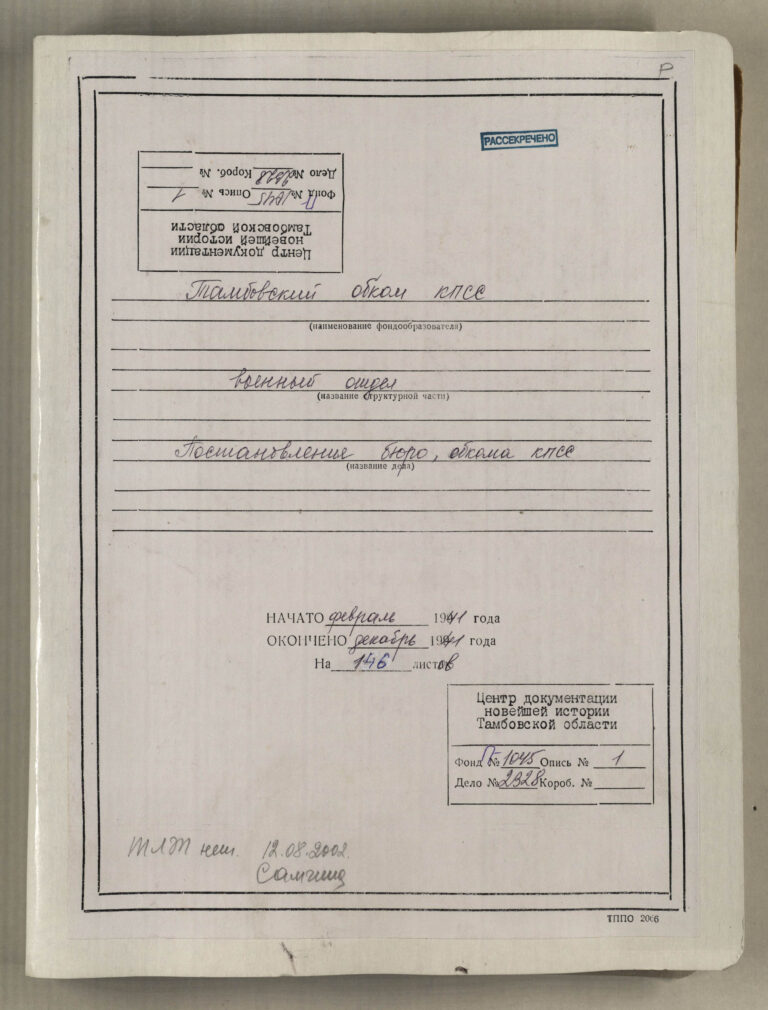 Р
РАССЕКРЕЧЕНО
Центр документации
новейшей истории
Тамбовской области
Фонд П № 1045 Опись № 1
Дело № 2328 Короб. №
Тамбовский обком КПСС
(наименование фондообразователя)
военный отдел
(название структурной части)
Постановления бюро, обкома КПСС
(название дела)
НАЧАТО февраль 1941 года
ОКОНЧЕНО декабрь 1941 года
На 146 листов
Центр документации
новейшей истории
Тамбовской области
Фонд П № 1045 Опись № 1
Дело № 2328 Короб. №
нет. 12.08.2002
ТППО 2006